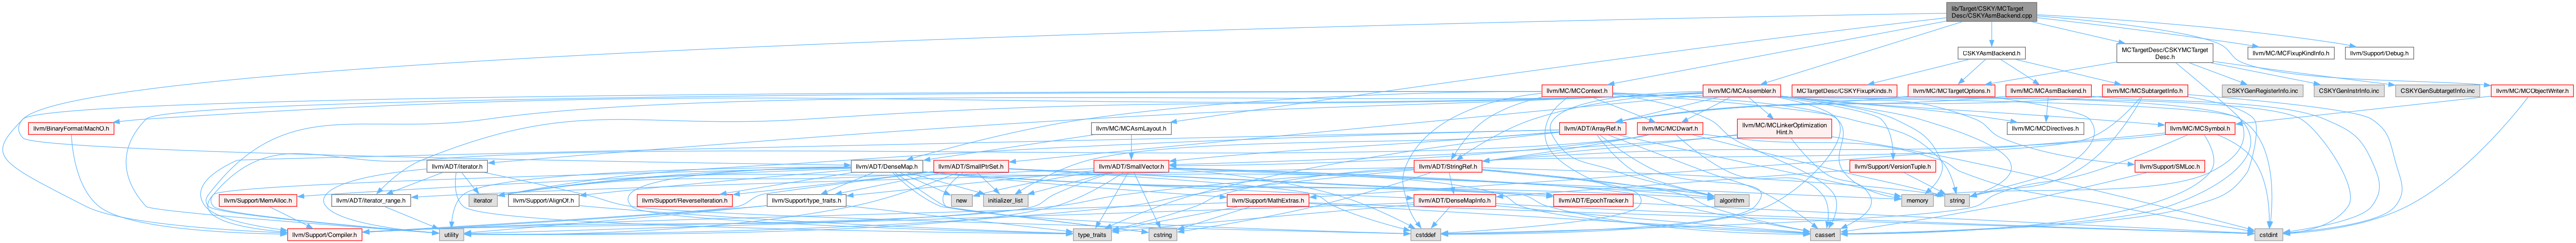 lib/Target/CSKY/MCTarget
Desc/CSKYAsmBackend.cpp
CSKYAsmBackend.h
MCTargetDesc/CSKYMCTarget
Desc.h
llvm/MC/MCFixupKindInfo.h
llvm/Support/Debug.h
llvm/MC/MCContext.h
llvm/MC/MCAssembler.h
MCTargetDesc/CSKYFixupKinds.h
llvm/MC/MCTargetOptions.h
llvm/MC/MCAsmBackend.h
llvm/MC/MCSubtargetInfo.h
CSKYGenRegisterInfo.inc
CSKYGenInstrInfo.inc
CSKYGenSubtargetInfo.inc
llvm/MC/MCObjectWriter.h
llvm/BinaryFormat/MachO.h
llvm/MC/MCAsmLayout.h
llvm/ADT/ArrayRef.h
llvm/MC/MCDwarf.h
llvm/MC/MCLinkerOptimization
Hint.h
llvm/MC/MCDirectives.h
llvm/MC/MCSymbol.h
llvm/ADT/iterator.h
llvm/ADT/DenseMap.h
llvm/ADT/SmallPtrSet.h
llvm/ADT/SmallVector.h
llvm/ADT/StringRef.h
llvm/Support/VersionTuple.h
llvm/Support/SMLoc.h
llvm/Support/MemAlloc.h
llvm/ADT/iterator_range.h
iterator
llvm/Support/AlignOf.h
llvm/Support/ReverseIteration.h
llvm/Support/type_traits.h
new
initializer_list
llvm/Support/MathExtras.h
llvm/ADT/DenseMapInfo.h
llvm/ADT/EpochTracker.h
algorithm
memory
string
llvm/Support/Compiler.h
utility
type_traits
cstring
cstddef
cassert
cstdint